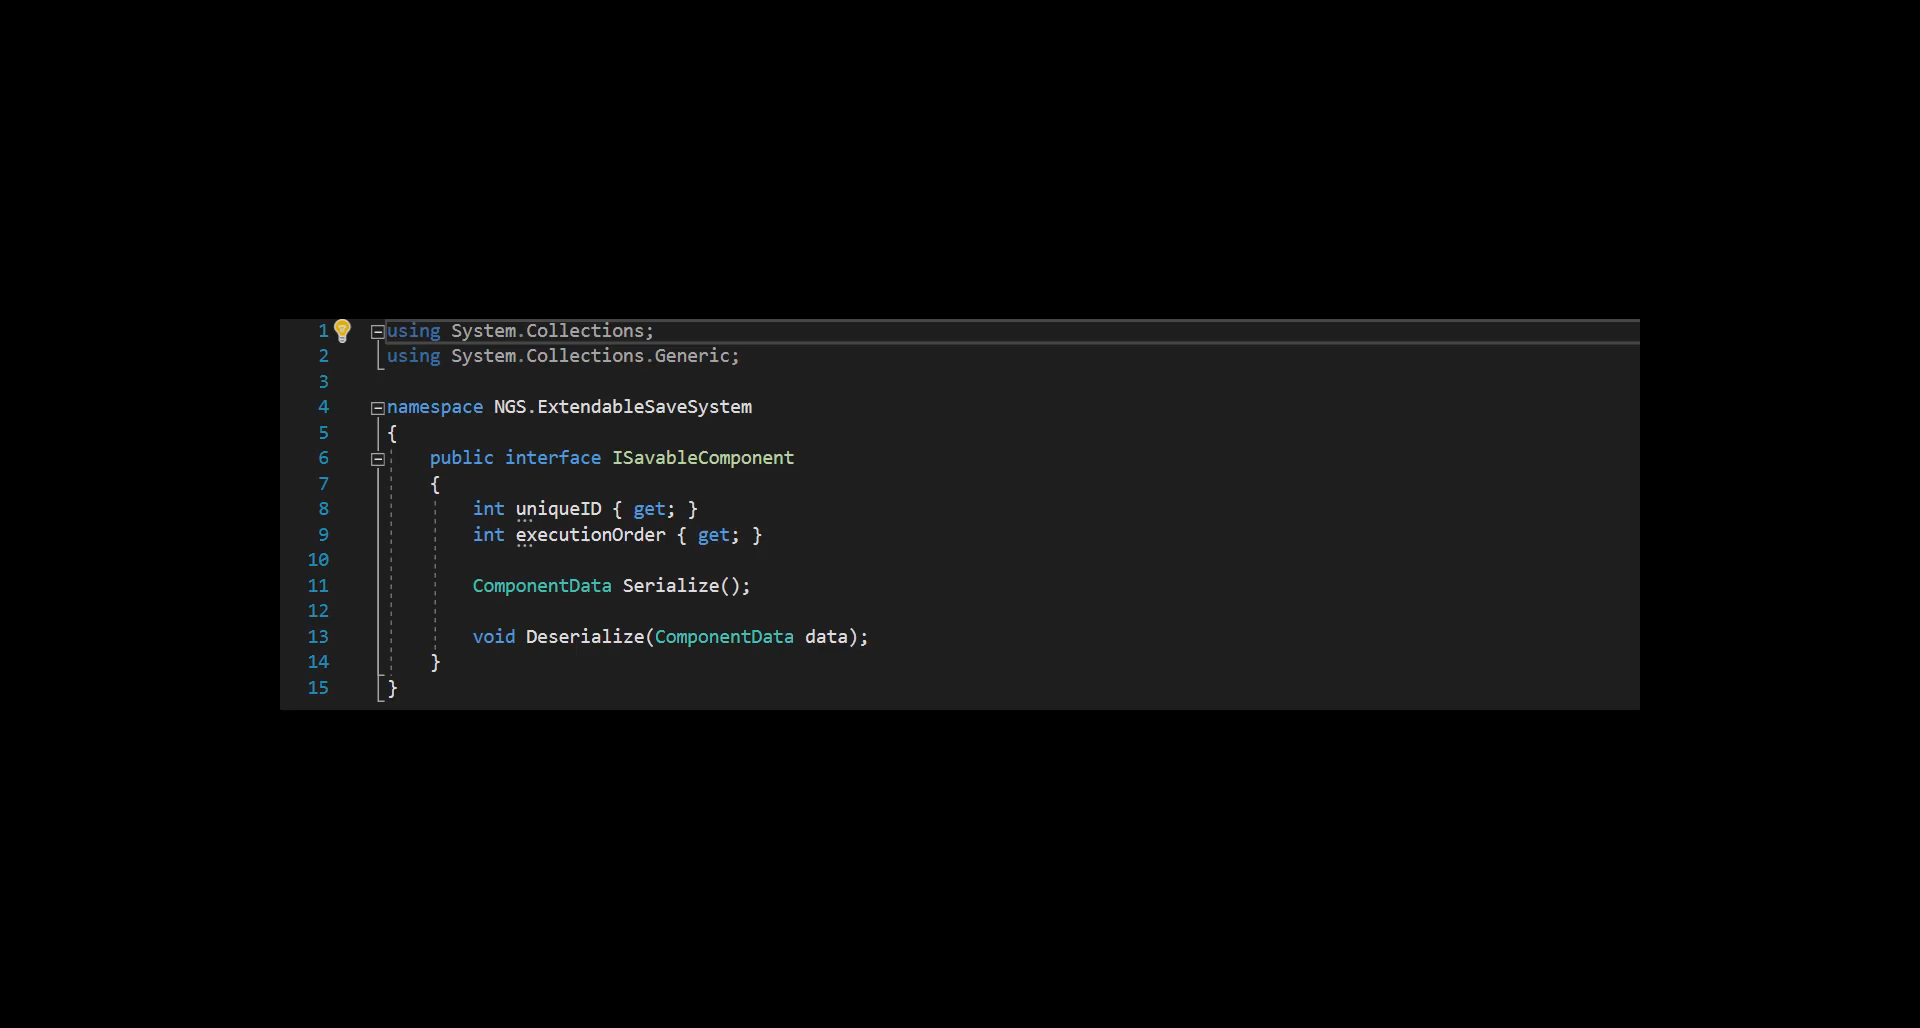 1 using System.Collections;
2 using System.Collections.Generic;
3
4 namespace NGS.ExtendableSaveSystem
5 {
6     public interface ISavableComponent
7     {
8         int uniqueID { get; }
9         int executionOrder { get; }
10
11         ComponentData Serialize();
12
13         void Deserialize(ComponentData data);
14     }
15 }